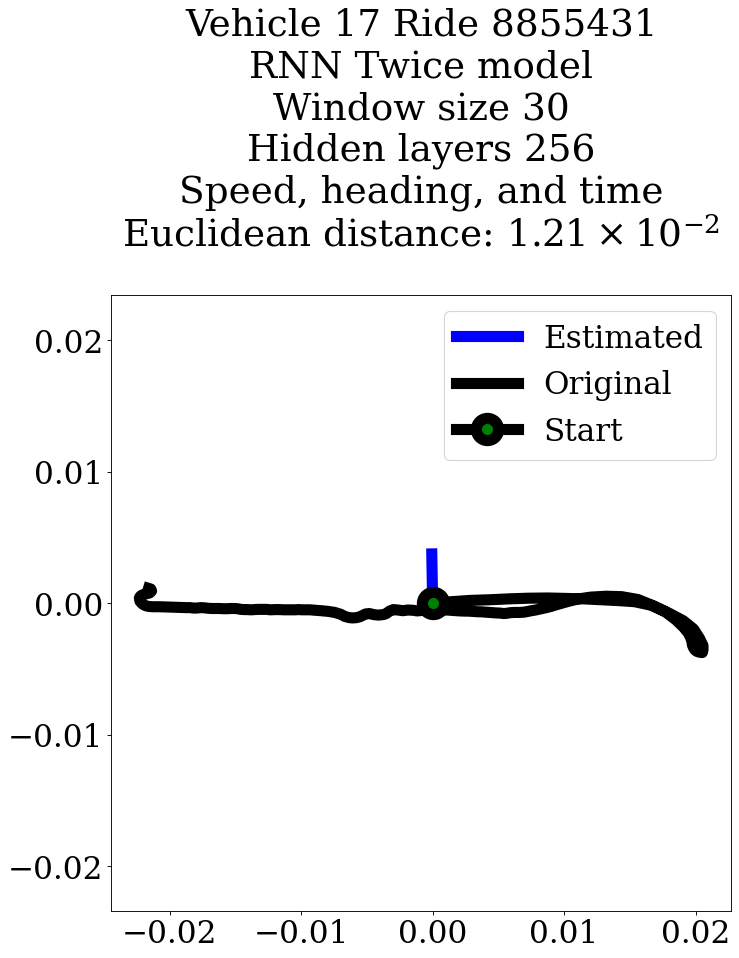 Vehicle 17 Ride 8855431
RNN Twice model
Window size 30
Hidden layers 256
Speed, heading, and time
Euclidean distance: 1.21 × 10⁻²
Estimated
Original
Start
0.02
0.01
0.00
−0.01
−0.02
−0.02 −0.01 0.00 0.01 0.02